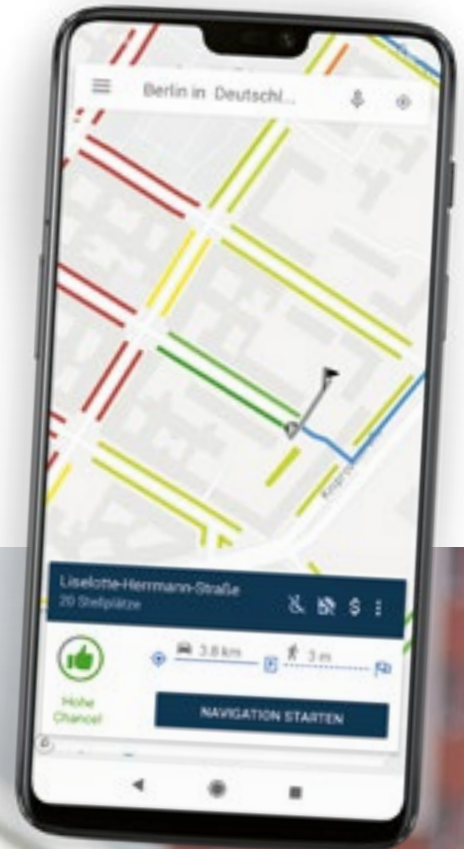 Berlin in Deutschl...
Liselotte-Herrmann-Straße
20 Stellplätze
$
3.8 km
P
3 m
Hohe
Chance!
NAVIGATION STARTEN